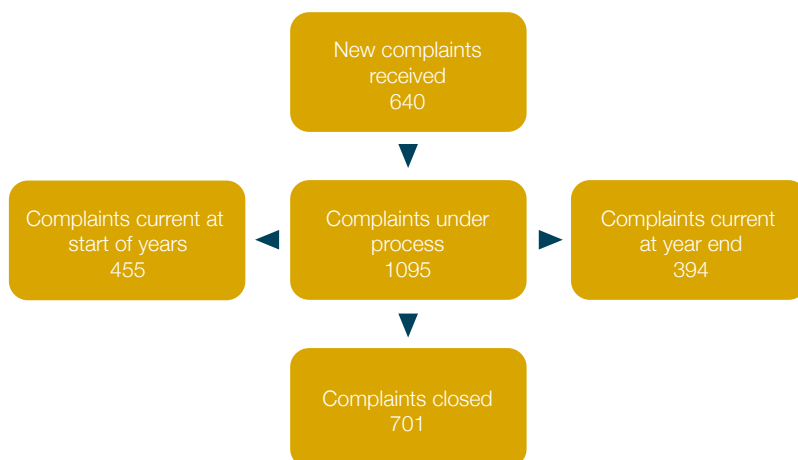 New complaints
received
640
Complaints current at
start of years
455
Complaints under
process
1095
Complaints current
at year end
394
Complaints closed
701